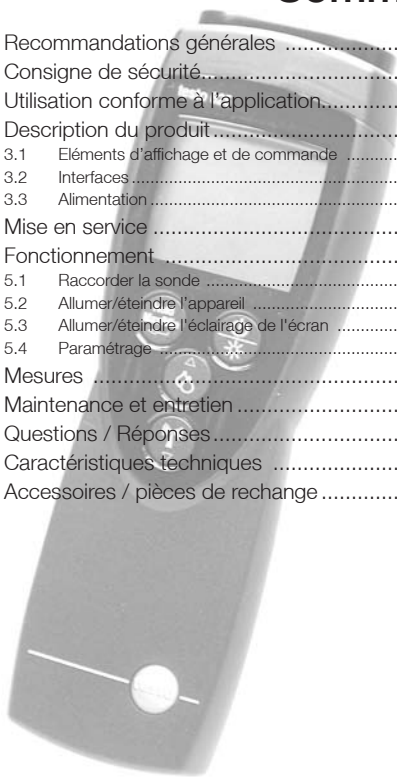 Recommandations générales ..................
Consigne de sécurité..............................
Utilisation conforme à l'application............
Description du produit............................
3.1 Eléments d'affichage et de commande ...........
3.2 Interfaces..................................................
3.3 Alimentation..............................................
Mise en service ....................................
Fonctionnement ...................................
5.1 Raccorder la sonde ....................................
5.2 Allumer/éteindre l'appareil ..........................
5.3 Allumer/éteindre l'éclairage de l'écran ............
5.4 Paramétrage ..............................................
Mesures ...............................................
Maintenance et entretien.......................
Questions / Réponses...........................
Caractéristiques techniques ..................
Accessoires / pièces de rechange.............